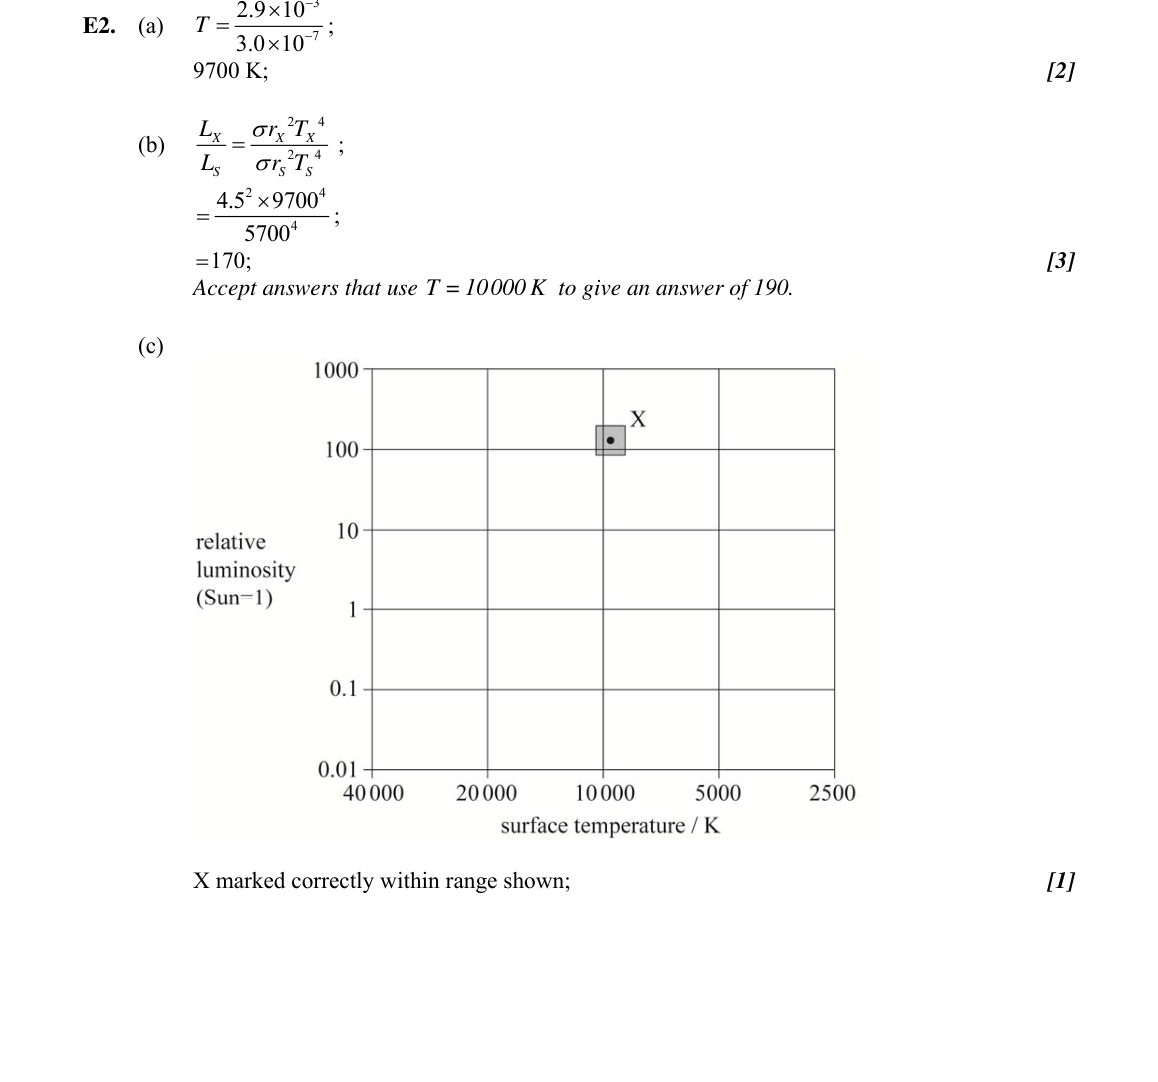 E2. (a) T = 2.9×10⁻³ / 3.0×10⁻⁷ ;
9700 K; [2]
(b) L_X / L_S = σr_X²T_X⁴ / σr_S²T_S⁴ ;
= 4.5² ×9700⁴ / 5700⁴ ;
=170; [3]
Accept answers that use T = 10000 K to give an answer of 190.
(c)
1000
X
100
10
relative
luminosity
(Sun=1)
1
0.1
0.01
40000 20000 10000 5000 2500
surface temperature / K
X marked correctly within range shown; [1]